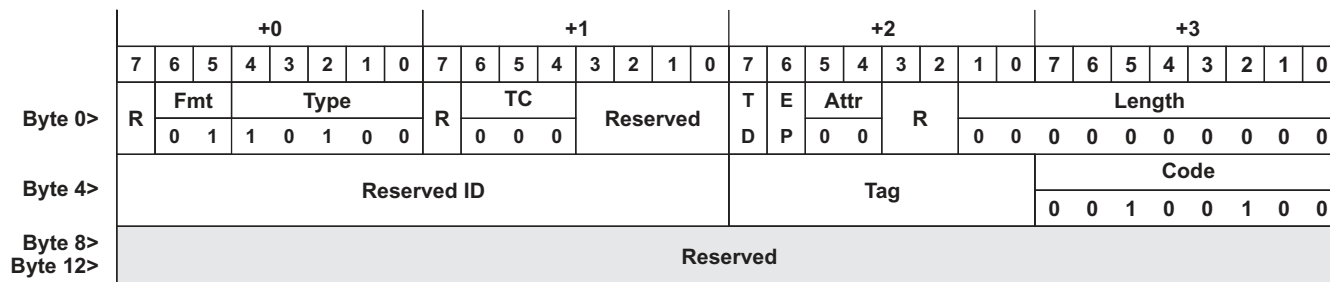 +0 +1 +2 +3
7 6 5 4 3 2 1 0 7 6 5 4 3 2 1 0 7 6 5 4 3 2 1 0 7 6 5 4 3 2 1 0
Byte 0> R Fmt Type R TC Reserved T E Attr R Length
0 1 1 0 1 0 0 0 0 0 D P 0 0 0 0 0 0 0 0 0 0 0 0
Byte 4> Reserved ID Tag Code
0 0 1 0 0 1 0 0
Byte 8>
Byte 12> Reserved